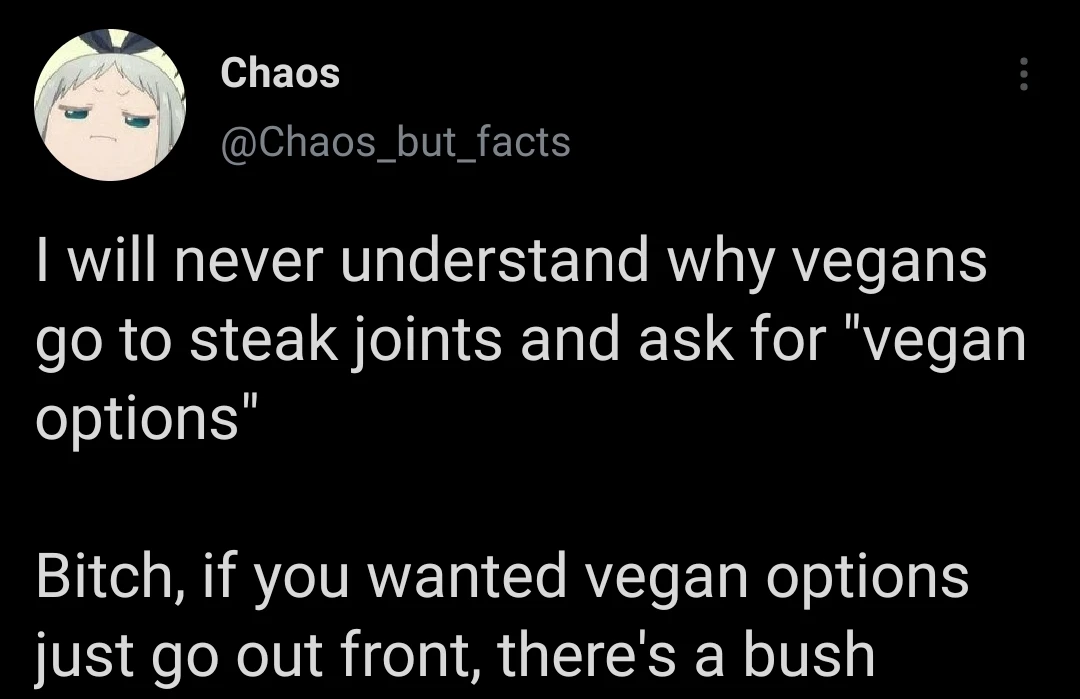 Chaos
@Chaos_but_facts
I will never understand why vegans
go to steak joints and ask for "vegan
options"
Bitch, if you wanted vegan options
just go out front, there's a bush